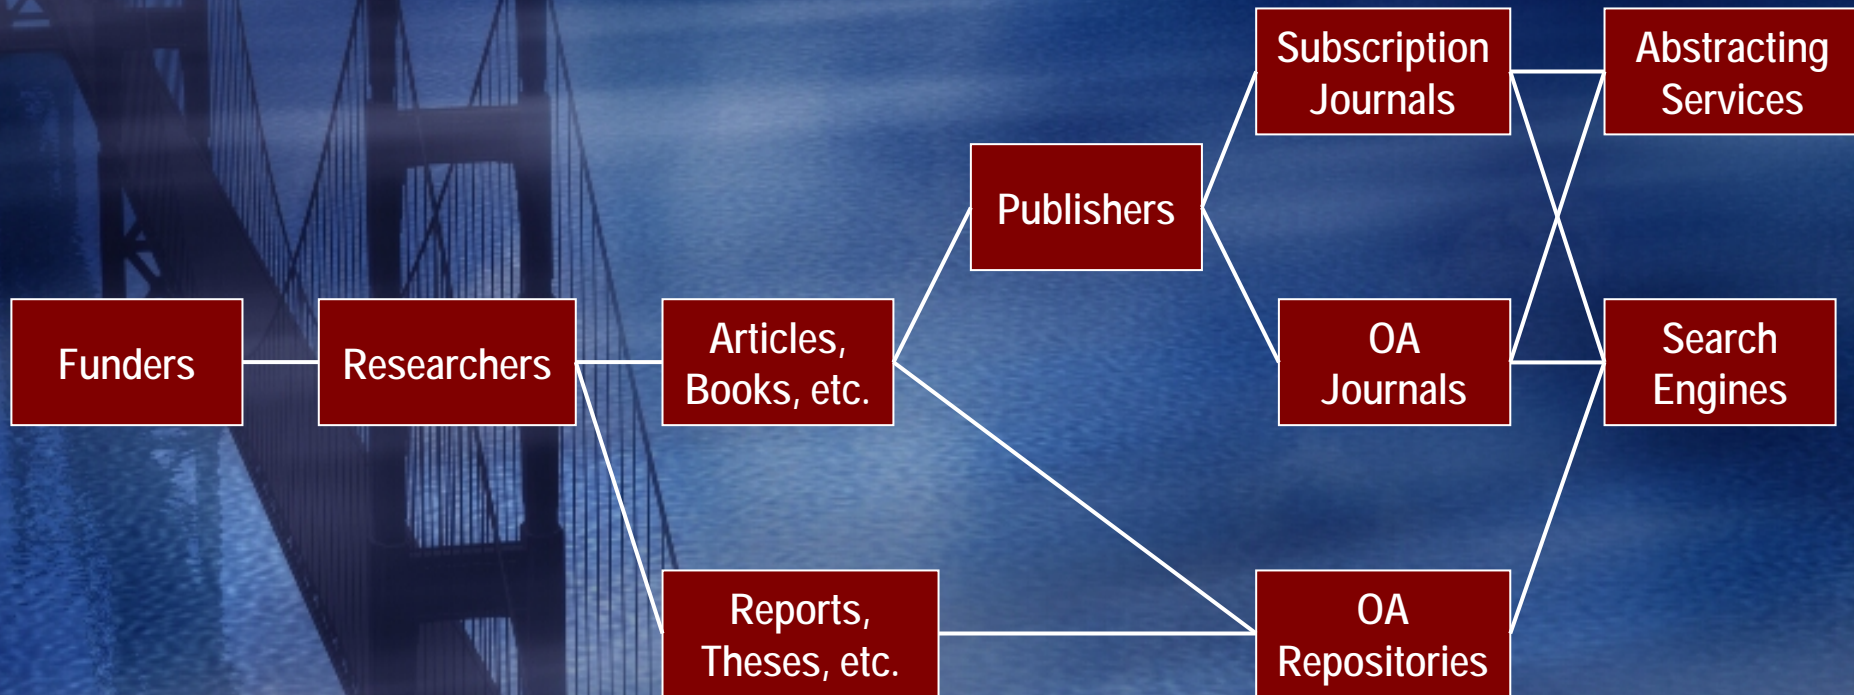 Subscription
Journals
Abstracting
Services
Publishers
Funders
Researchers
Articles,
Books, etc.
OA
Journals
Search
Engines
Reports,
Theses, etc.
OA
Repositories